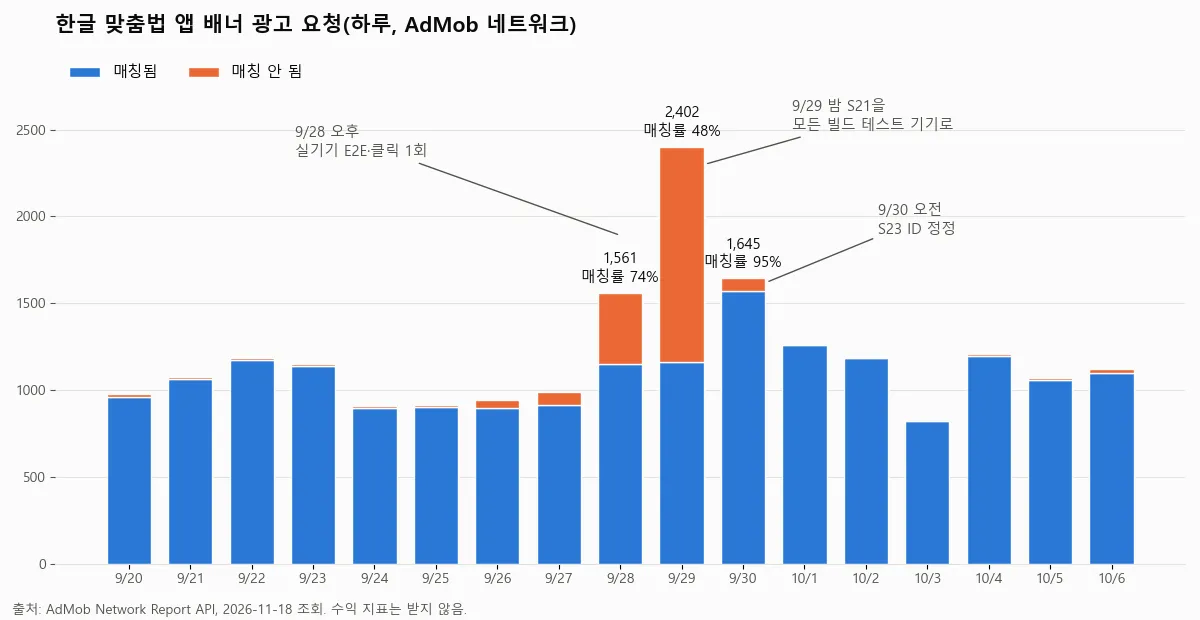 한글 맞춤법 앱 배너 광고 요청(하루, AdMob 네트워크)
매칭됨
매칭 안 됨
9/28 오후
실기기 E2E·클릭 1회
2,402
매칭률 48%
9/29 밤 S21을
모든 빌드 테스트 기기로
9/30 오전
S23 ID 정정
1,561
매칭률 74%
1,645
매칭률 95%
2500
2000
1500
1000
500
0
9/20
9/21
9/22
9/23
9/24
9/25
9/26
9/27
9/28
9/29
9/30
10/1
10/2
10/3
10/4
10/5
10/6
출처: AdMob Network Report API, 2026-11-18 조회. 수익 지표는 받지 않음.